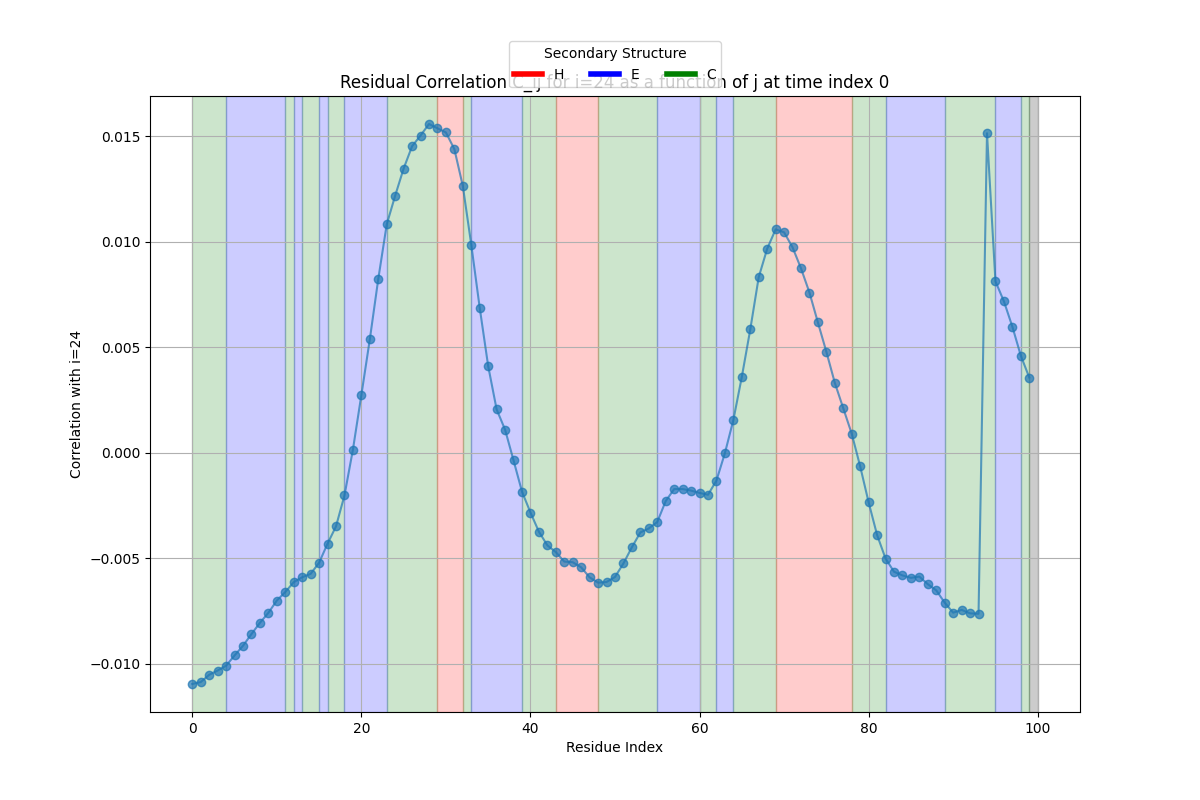 Secondary Structure
H E C
Residual Correlation C_ij for i=24 as a function of j at time index 0
0.015
0.010
0.005
0.000
−0.005
−0.010
Correlation with i=24
0 20 40 60 80 100
Residue Index